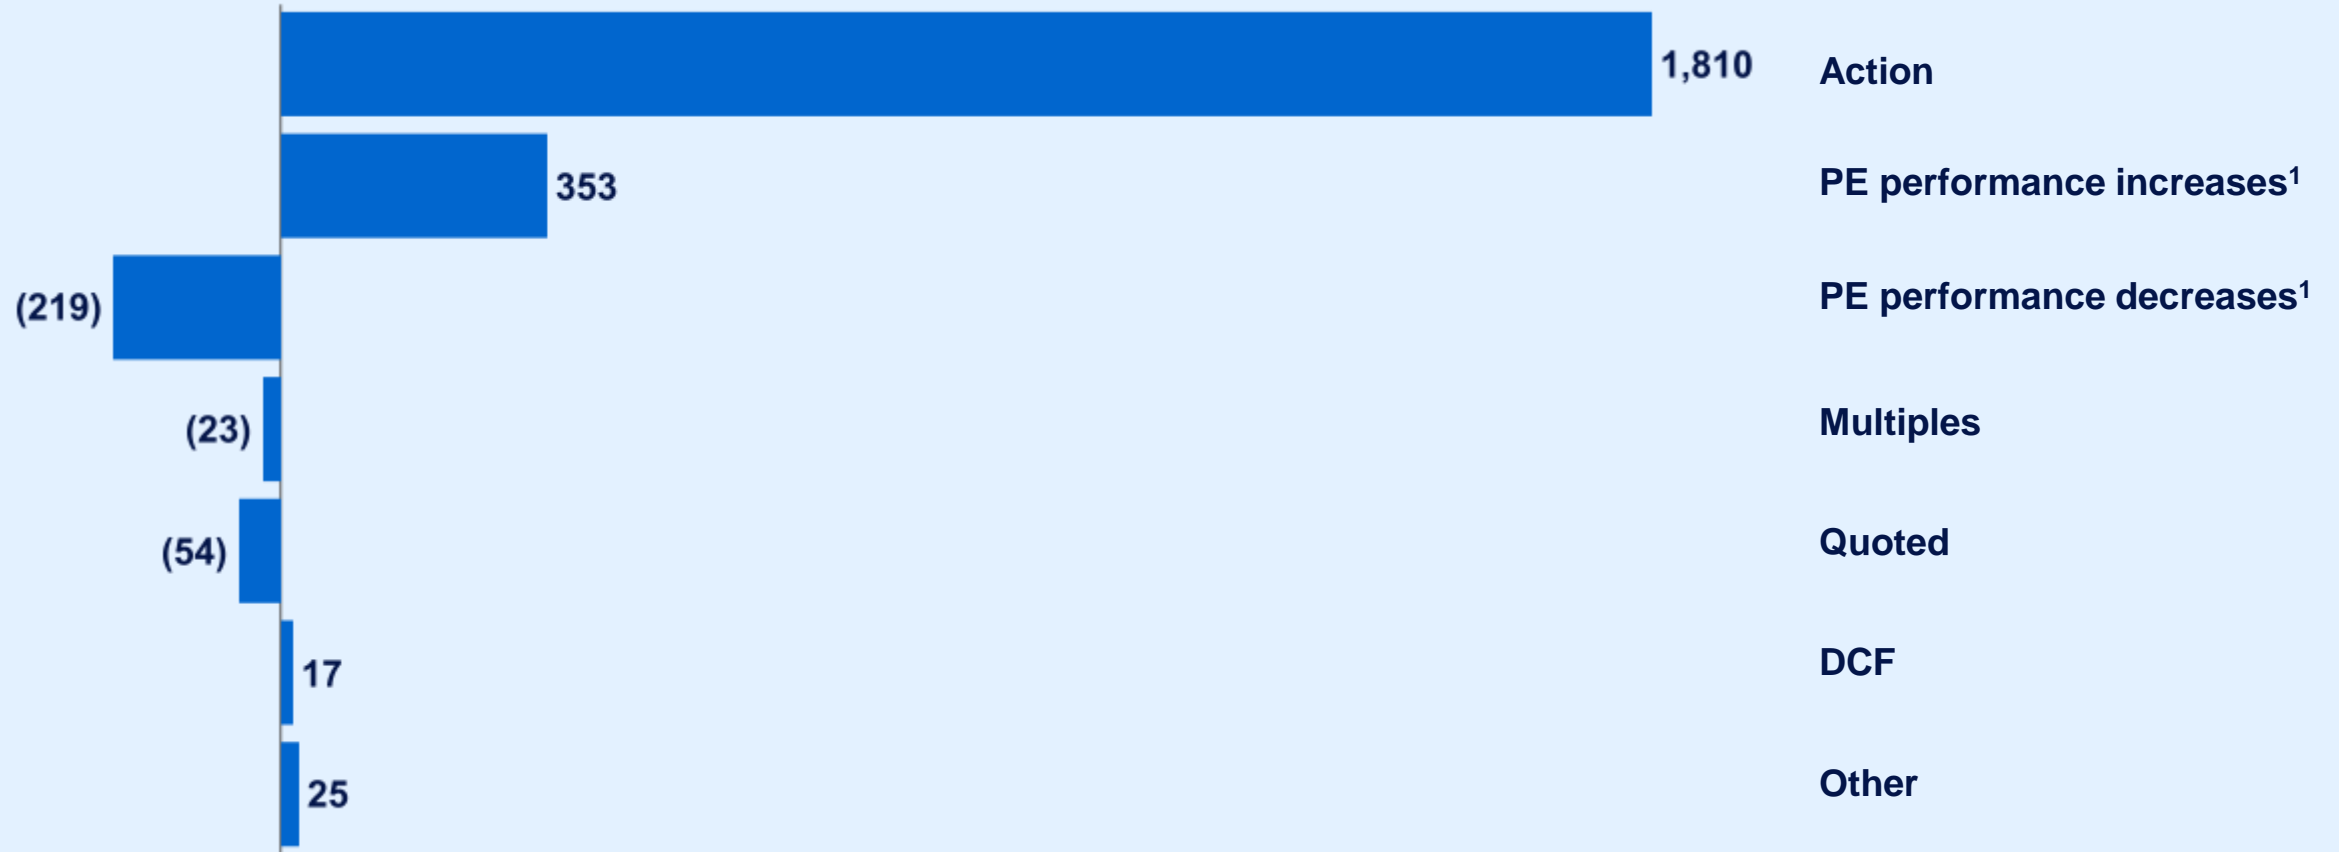 1,810 Action
353 PE performance increases¹
(219) PE performance decreases¹
(23) Multiples
(54) Quoted
17 DCF
25 Other